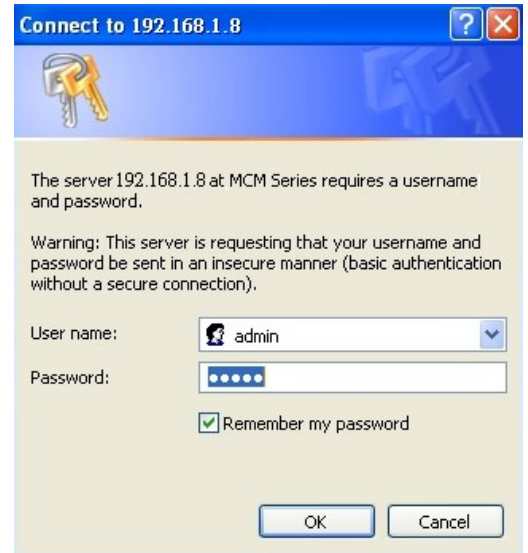 Connect to 192.168.1.8
The server 192.168.1.8 at MCM Series requires a username
and password.
Warning: This server is requesting that your username and
password be sent in an insecure manner (basic authentication
without a secure connection).
User name:
admin
Password:
●●●●●
Remember my password
OK
Cancel